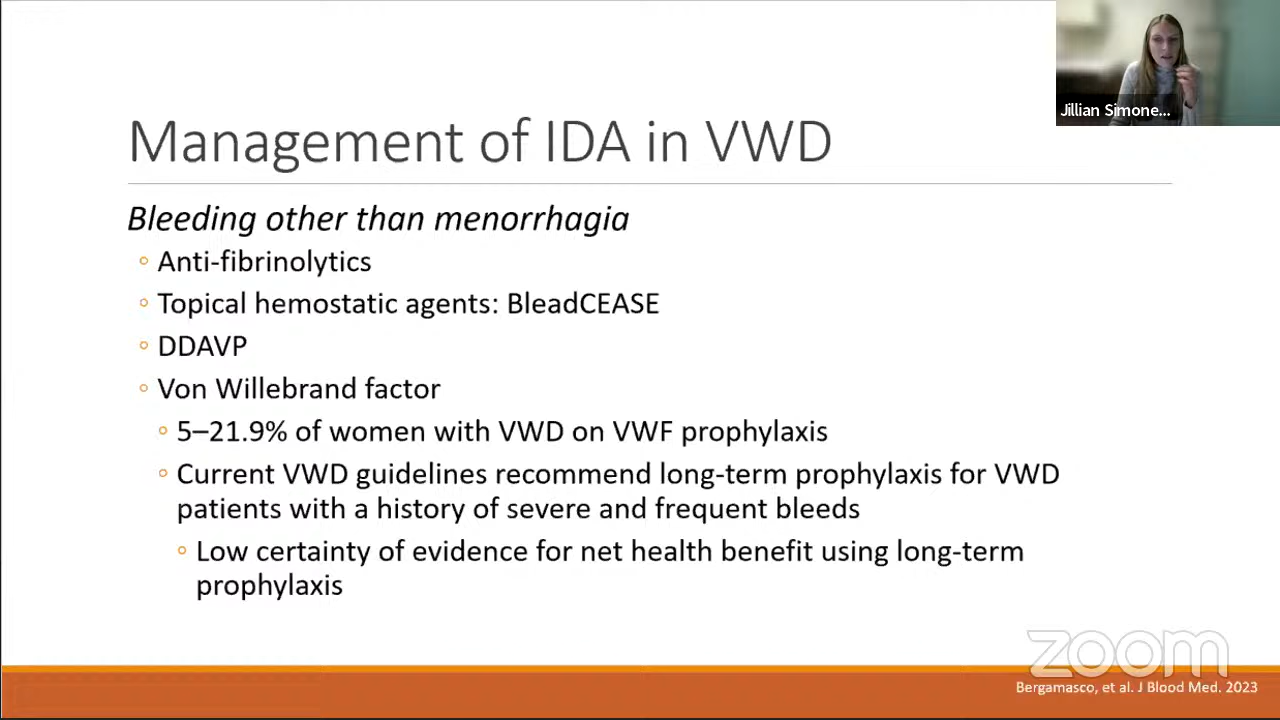 Jillian Simone...
Management of IDA in VWD
Bleeding other than menorrhagia
Anti-fibrinolytics
Topical hemostatic agents: BleadCEASE
DDAVP
Von Willebrand factor
5–21.9% of women with VWD on VWF prophylaxis
Current VWD guidelines recommend long-term prophylaxis for VWD
patients with a history of severe and frequent bleeds
Low certainty of evidence for net health benefit using long-term
prophylaxis
zoom
Bergamasco, et al. J Blood Med. 2023